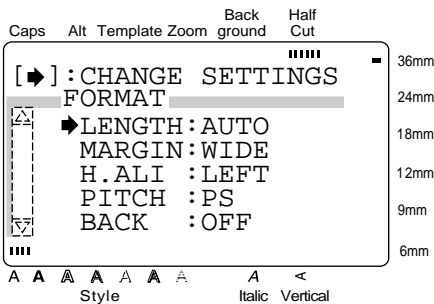 Back Half
Caps Alt Template Zoom ground Cut
[➡]:CHANGE SETTINGS
FORMAT
➡LENGTH:AUTO
MARGIN:WIDE
H.ALI :LEFT
PITCH :PS
BACK :OFF
36mm
24mm
18mm
12mm
9mm
6mm
A A A A A A A A <
Style Italic Vertical